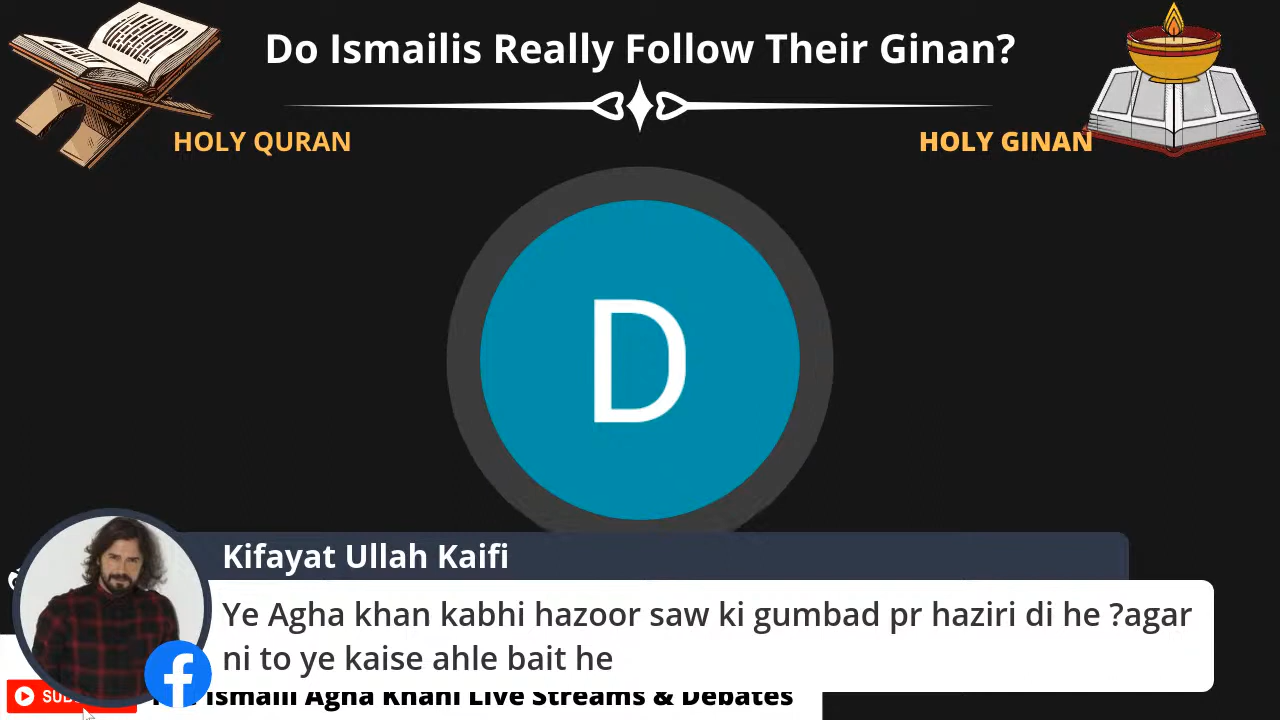 Do Ismailis Really Follow Their Ginan?
HOLY QURAN
HOLY GINAN
D
Kifayat Ullah Kaifi
Ye Agha khan kabhi hazoor saw ki gumbad pr haziri di he ?agar
ni to ye kaise ahle bait he
Ismaili Agha Khani Live Streams & Debates